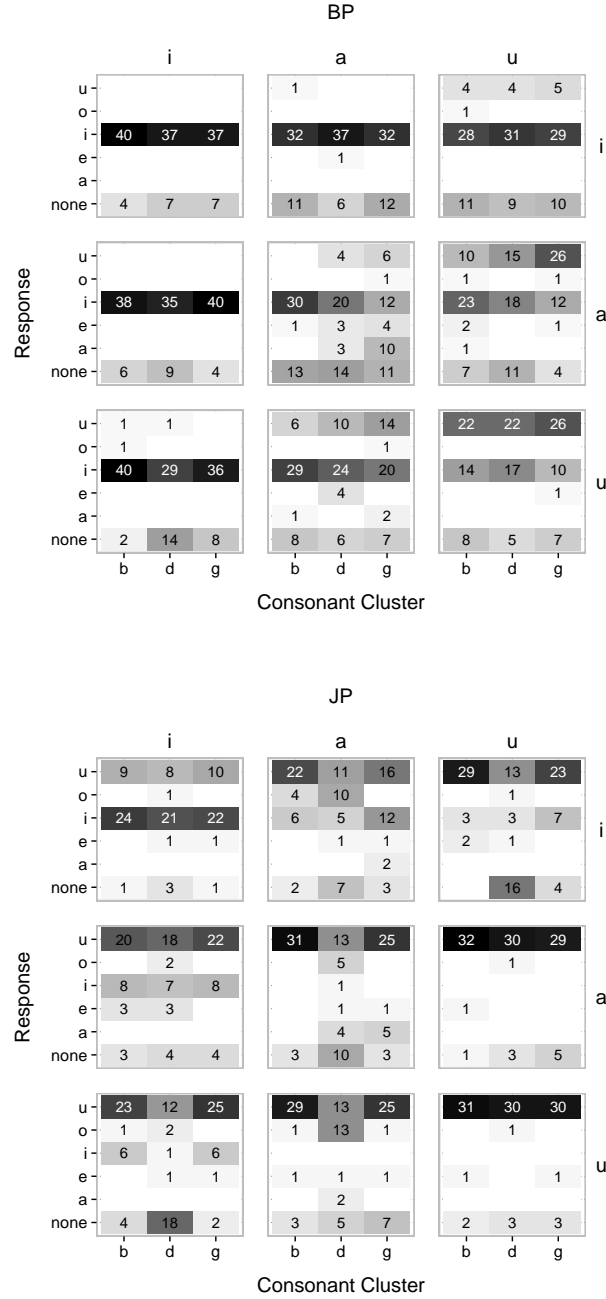 BP
i a u
u 1 4 4 5
o 1
i 40 37 37 32 37 32 28 31 29 i
e 1
a
none 4 7 7 11 6 12 11 9 10
u 4 6 10 15 26
o 1 1 1
i 38 35 40 30 20 12 23 18 12 a
e 1 3 4 2 1
a 3 10 1
none 6 9 4 13 14 11 7 11 4
Response
u 1 1 6 10 14 22 22 26
o 1 1
i 40 29 36 29 24 20 14 17 10 u
e 4 1
a 1 2
none 2 14 8 8 6 7 8 5 7
b d g b d g b d g
Consonant Cluster
JP
i a u
u 9 8 10 22 11 16 29 13 23
o 1 4 10 1
i 24 21 22 6 5 12 3 3 7 i
e 1 1 1 1 2 1
a 2
none 1 3 1 2 7 3 16 4
u 20 18 22 31 13 25 32 30 29
o 2 5 1
i 8 7 8 1 a
e 3 3 1 1 1
a 4 5
none 3 4 4 3 10 3 1 3 5
Response
u 23 12 25 29 13 25 31 30 30
o 1 2 1 13 1 1
i 6 1 6 u
e 1 1 1 1 1 1 1
a 2
none 4 18 2 3 5 7 2 3 3
b d g b d g b d g
Consonant Cluster